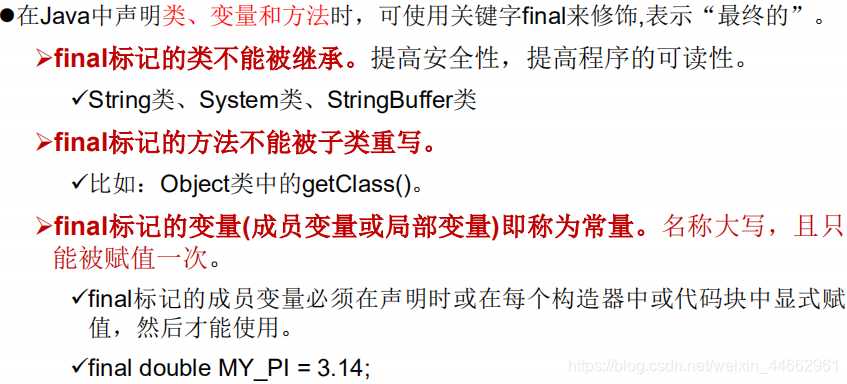 ●在Java中声明类、变量和方法时，可使用关键字final来修饰,表示“最终的”。
➢final标记的类不能被继承。提高安全性，提高程序的可读性。
✓String类、System类、StringBuffer类
➢final标记的方法不能被子类重写。
✓比如：Object类中的getClass()。
➢final标记的变量(成员变量或局部变量)即称为常量。名称大写，且只
能被赋值一次。
✓final标记的成员变量必须在声明时或在每个构造器中或代码块中显式赋
值，然后才能使用。
✓final double MY_PI = 3.14;
https://blog.csdn.net/weixin_44662961